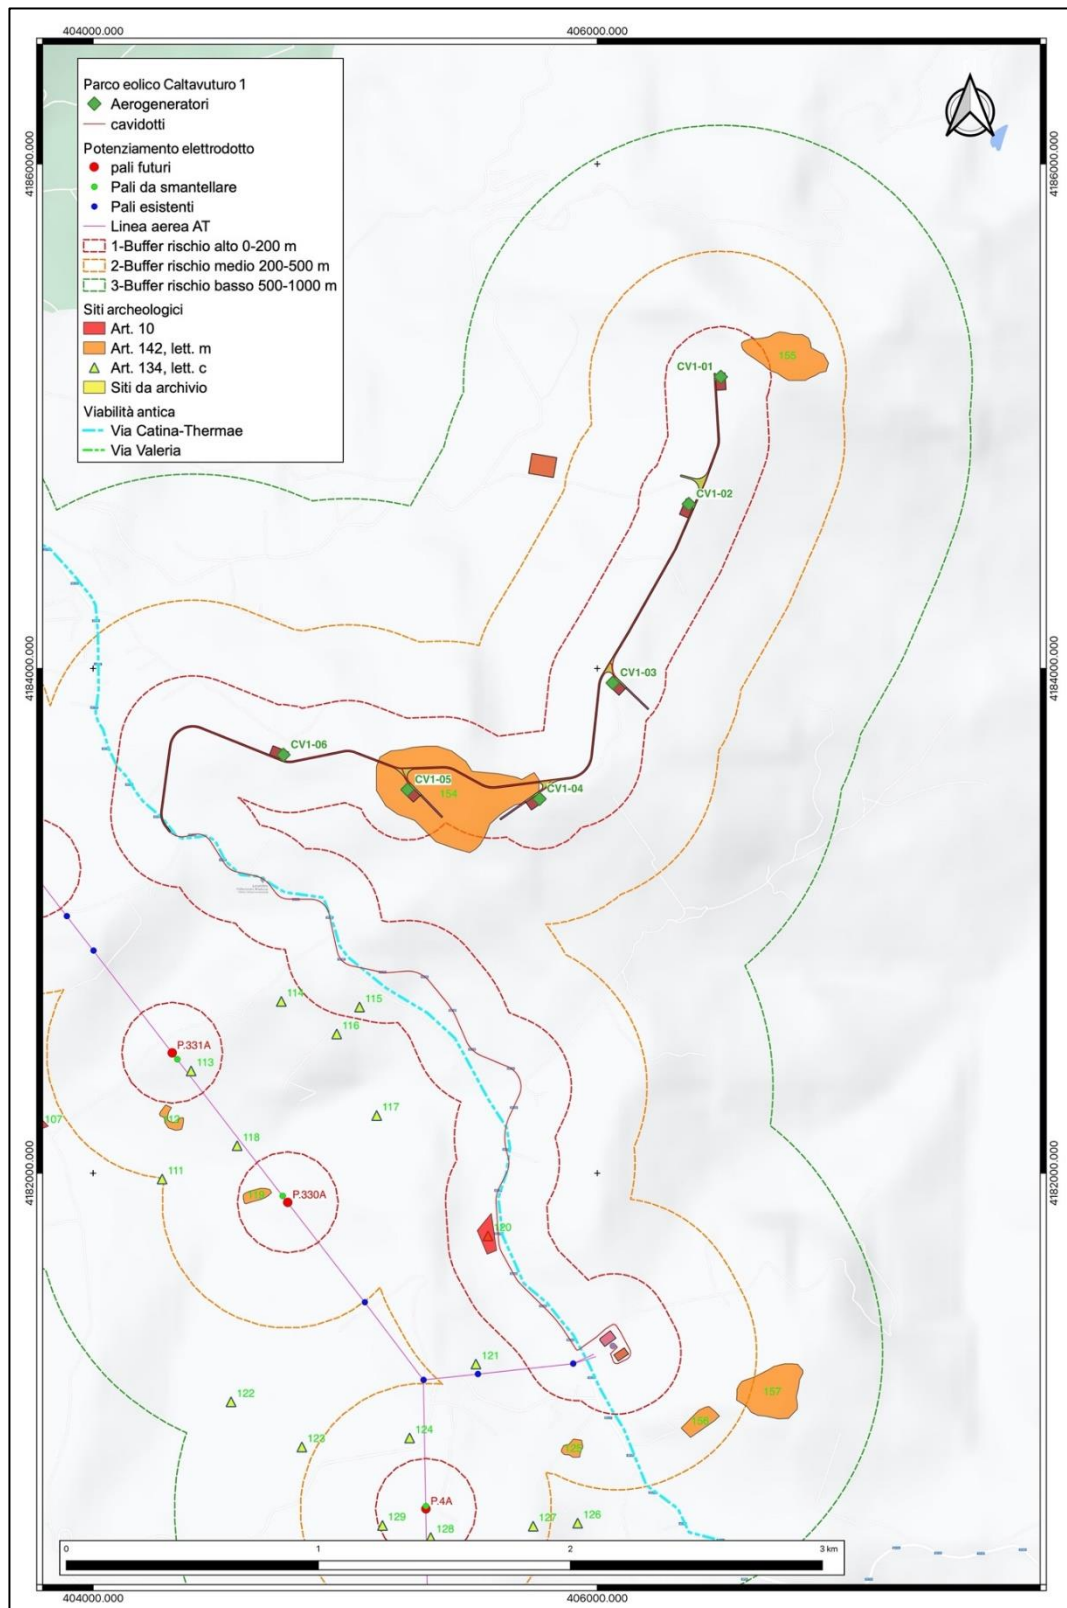 404000.000
406000.000
4186000.000
4186000.000
Parco eolico Caltavuturo 1
Aerogeneratori
cavidotti
Potenziamento elettrodotto
pali futuri
Pali da smantellare
Pali esistenti
Linea aerea AT
1-Buffer rischio alto 0-200 m
2-Buffer rischio medio 200-500 m
3-Buffer rischio basso 500-1000 m
Siti archeologici
Art. 10
Art. 142, lett. m
Art. 134, lett. c
Siti da archivio
Viabilità antica
Via Catina-Thermae
Via Valeria
155
CV1-01
CV1-02
4184000.000
4184000.000
CV1-03
CV1-06
CV1-05
154
CV1-04
114
115
116
P.331A
113
107
112
117
118
111
4182000.000
4182000.000
119
P.330A
120
121
122
157
156
123
124
125
P.4A
129
128
127
126
0
1
2
3 km
404000.000
406000.000